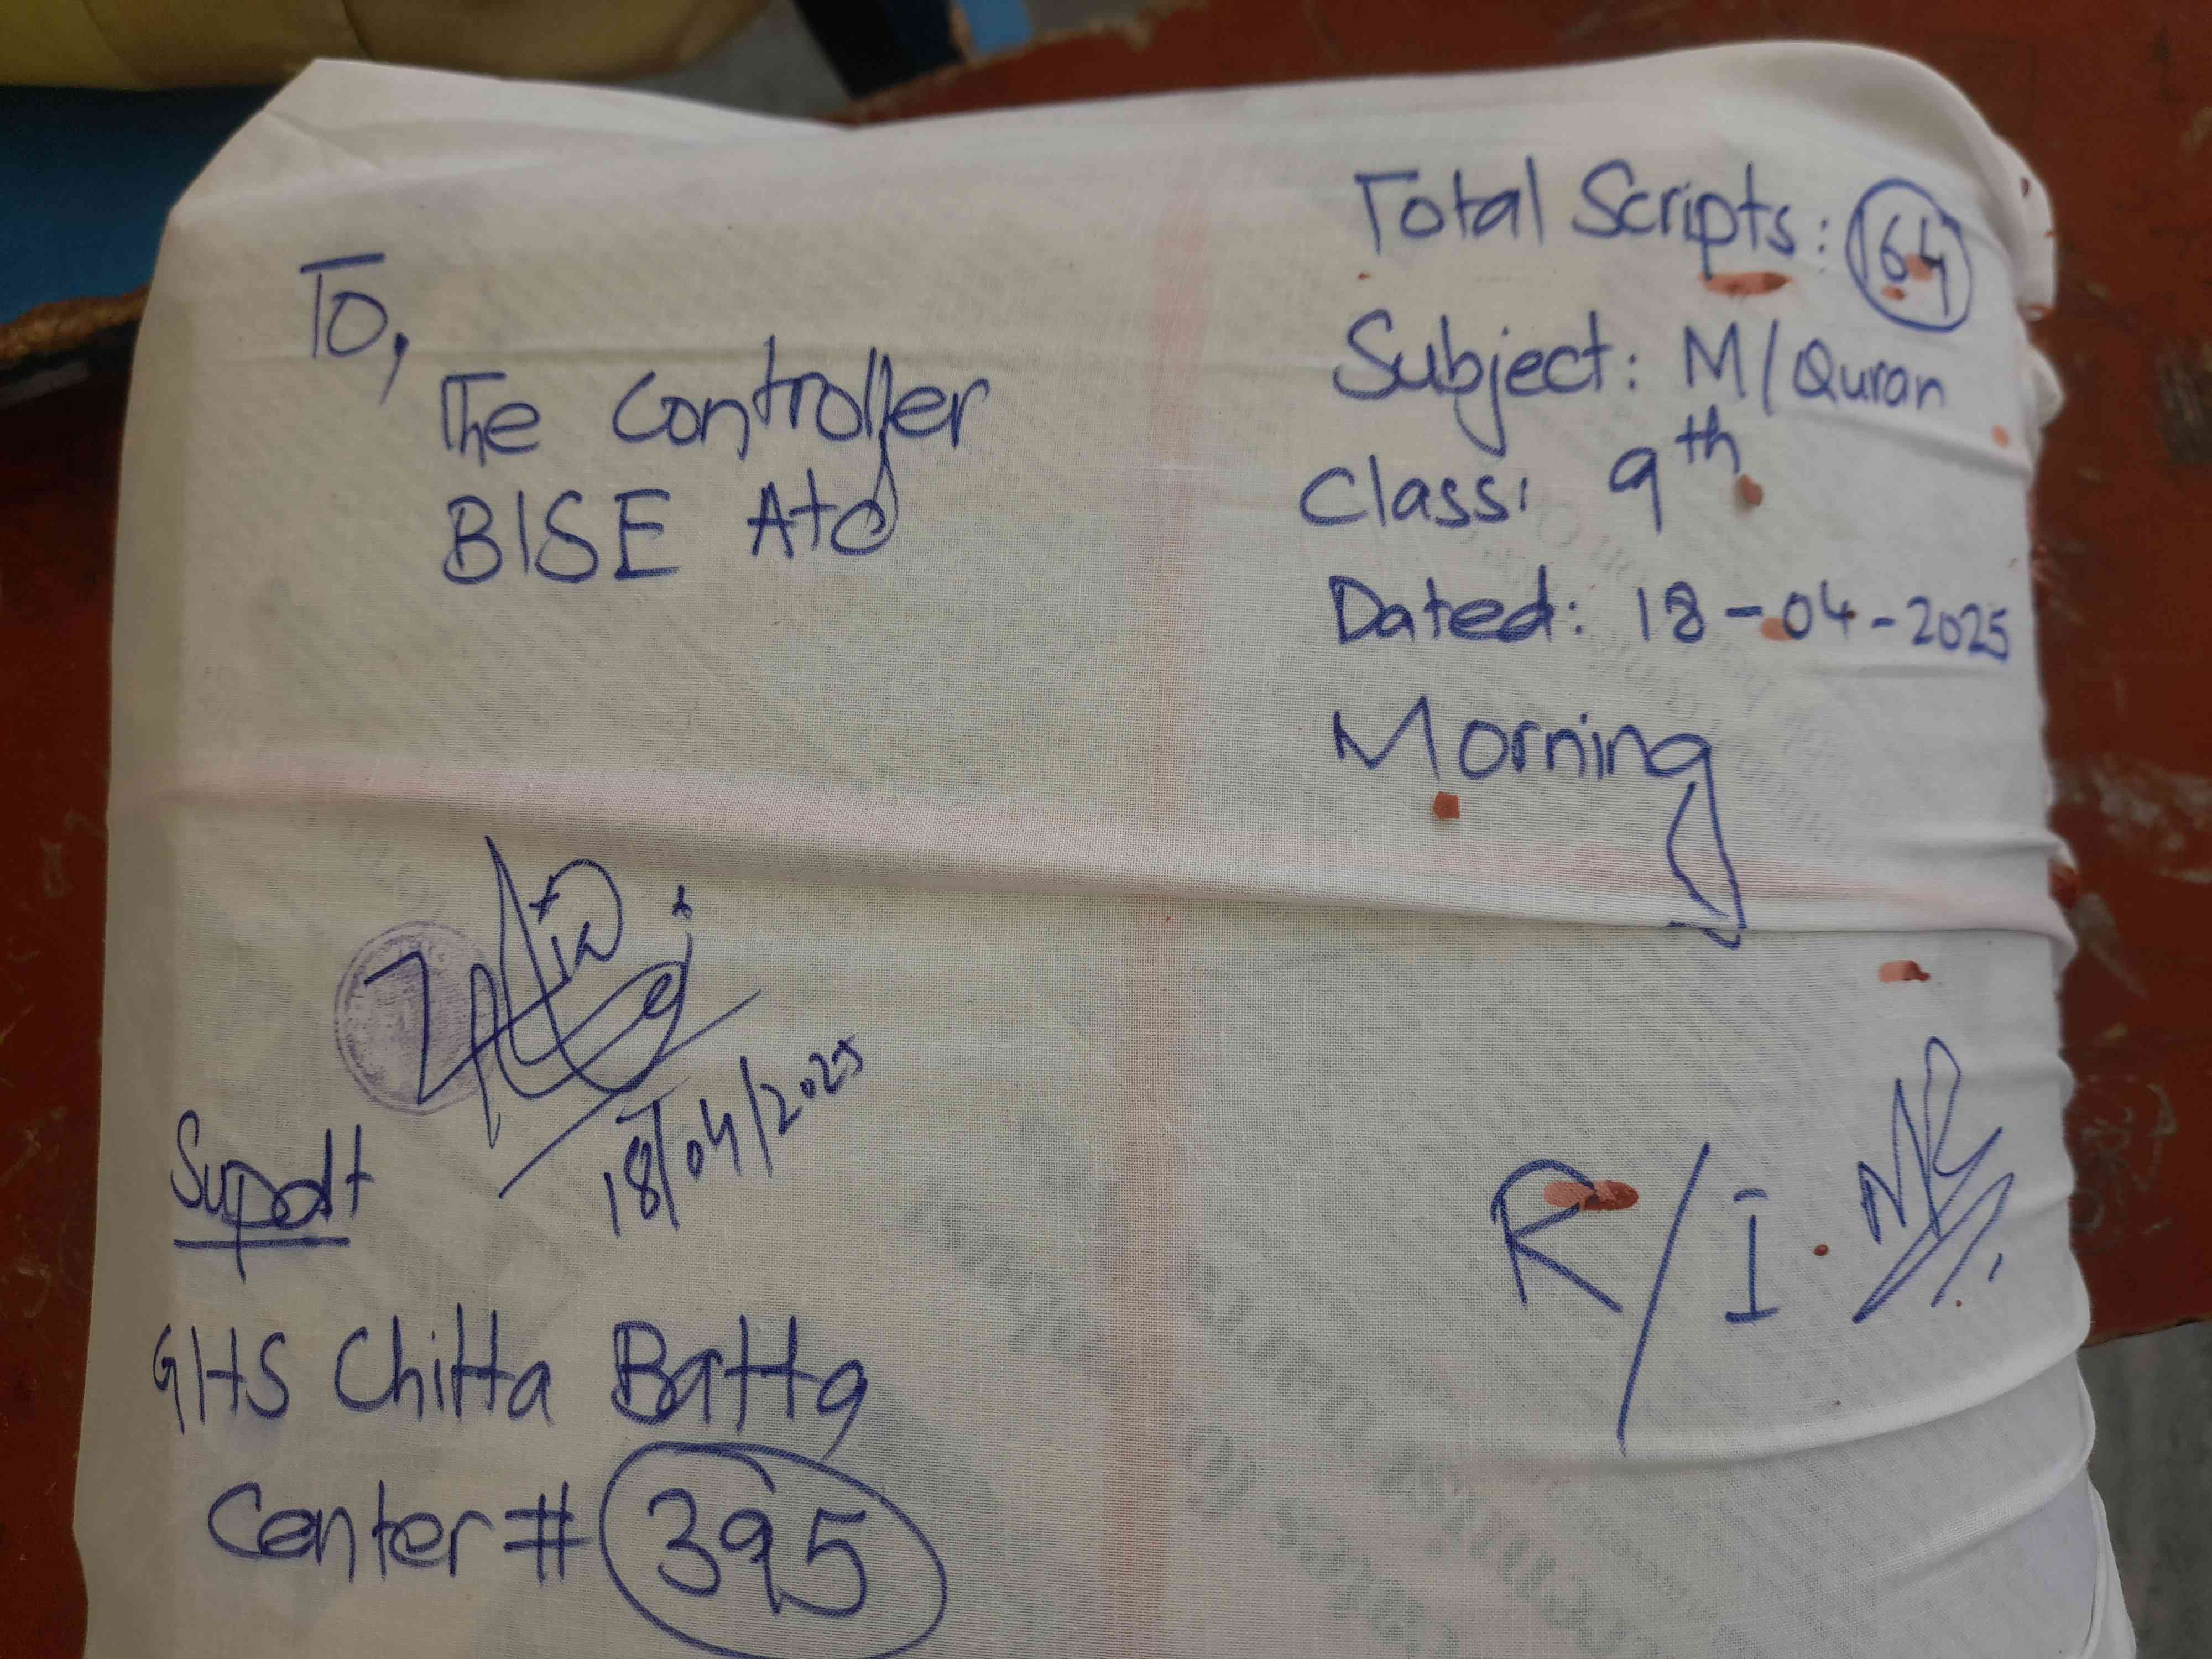 To,
The Controller
BISE Atd
Total Scripts: 64
Subject: M/Quran
Class: 9th
Dated: 18-04-2025
Morning
18/04/2025
Supdt
GHS Chitta Batta
Center # 395
R/I.